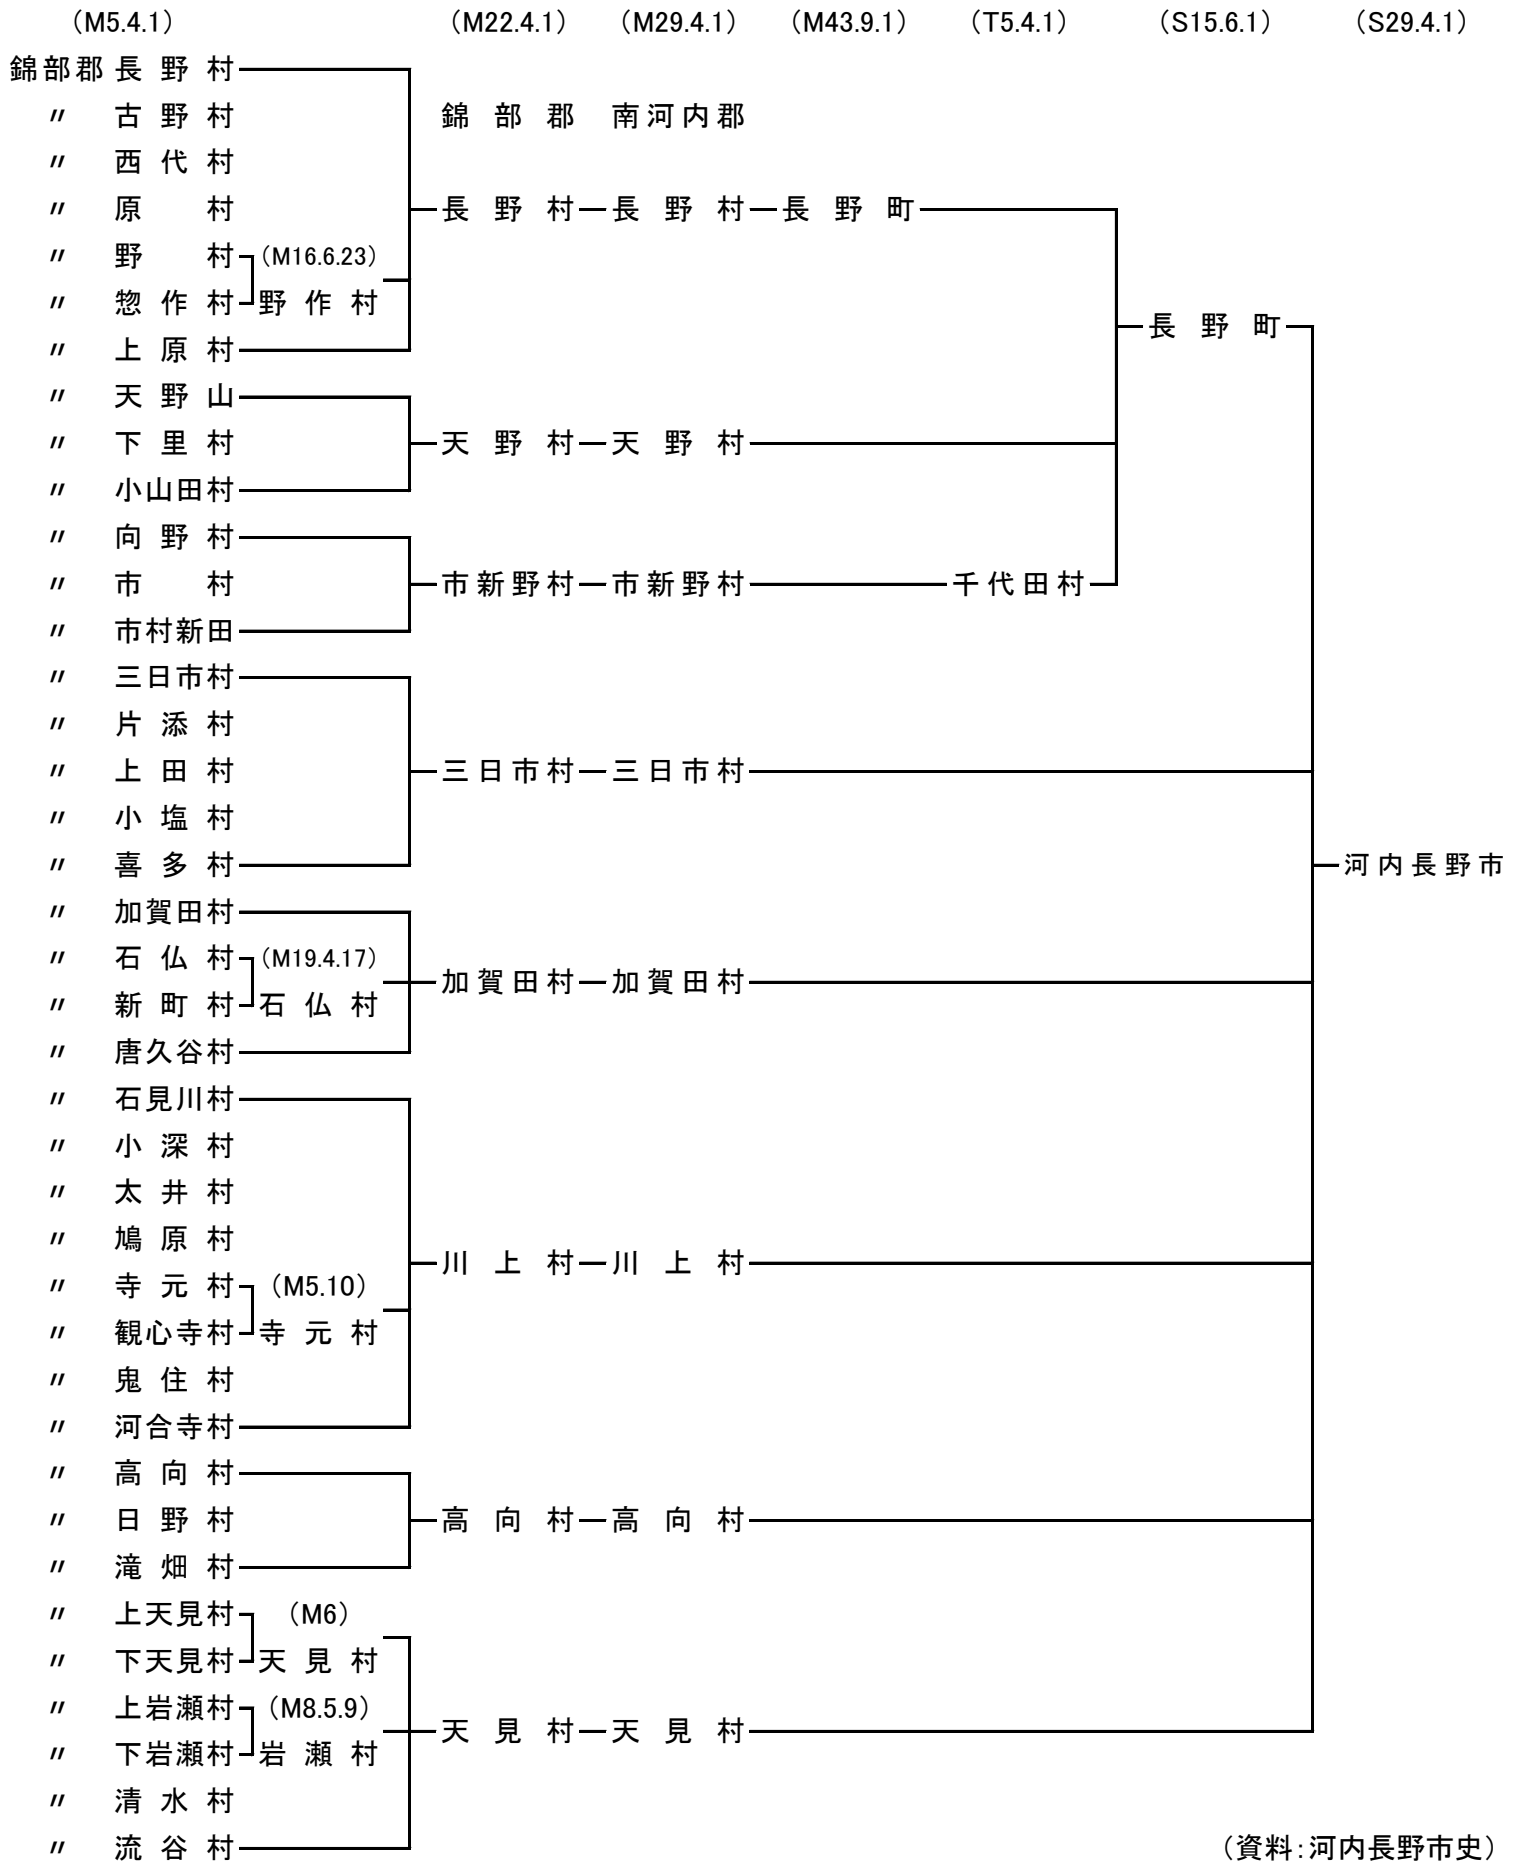 (M5.4.1) (M22.4.1) (M29.4.1) (M43.9.1) (T5.4.1) (S15.6.1) (S29.4.1)
錦部郡 長野村
〃 古野村 錦部郡 南河内郡
〃 西代村
〃 原村 長野村 長野村 長野町
〃 野村 (M16.6.23)
〃 惣作村 野作村
長野町
〃 上原村
〃 天野山
〃 下里村 天野村 天野村
〃 小山田村
〃 向野村
〃 市村 市新野村 市新野村 千代田村
〃 市村新田
〃 三日市村
〃 片添村
〃 上田村 三日市村 三日市村
〃 小塩村
〃 喜多村 河内長野市
〃 加賀田村
〃 石仏村 (M19.4.17)
加賀田村 加賀田村
〃 新町村 石仏村
〃 唐久谷村
〃 石見川村
〃 小深村
〃 太井村
〃 鳩原村
川上村 川上村
〃 寺元村 (M5.10)
〃 観心寺村 寺元村
〃 鬼住村
〃 河合寺村
〃 高向村
〃 日野村 高向村 高向村
〃 滝畑村
〃 上天見村 (M6)
〃 下天見村 天見村
〃 上岩瀬村 (M8.5.9)
天見村 天見村
〃 下岩瀬村 岩瀬村
〃 清水村
〃 流谷村 (資料:河内長野市史)